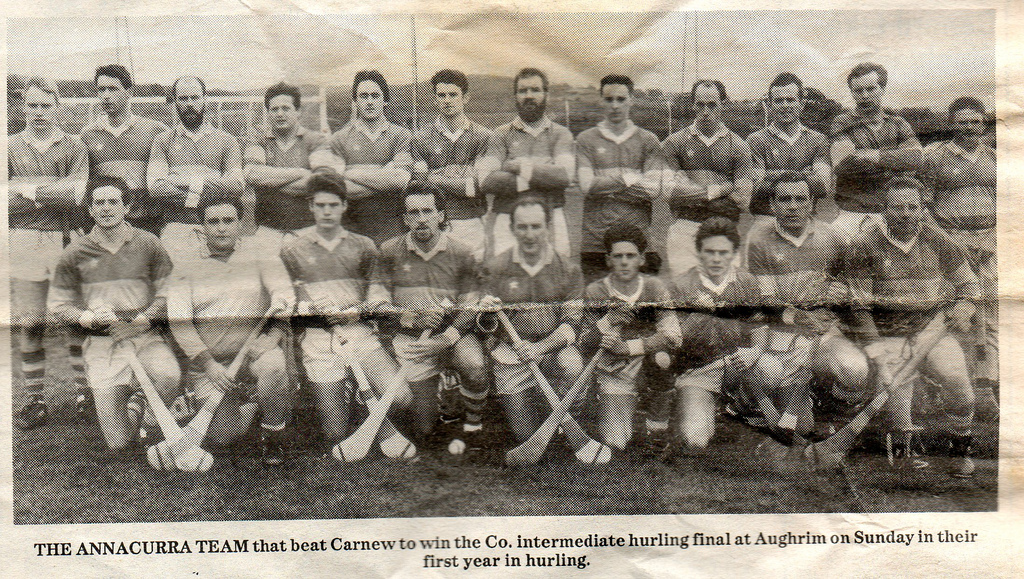 THE ANNACURRA TEAM that beat Carnew to win the Co. intermediate hurling final at Aughrim on Sunday in their
first year in hurling.